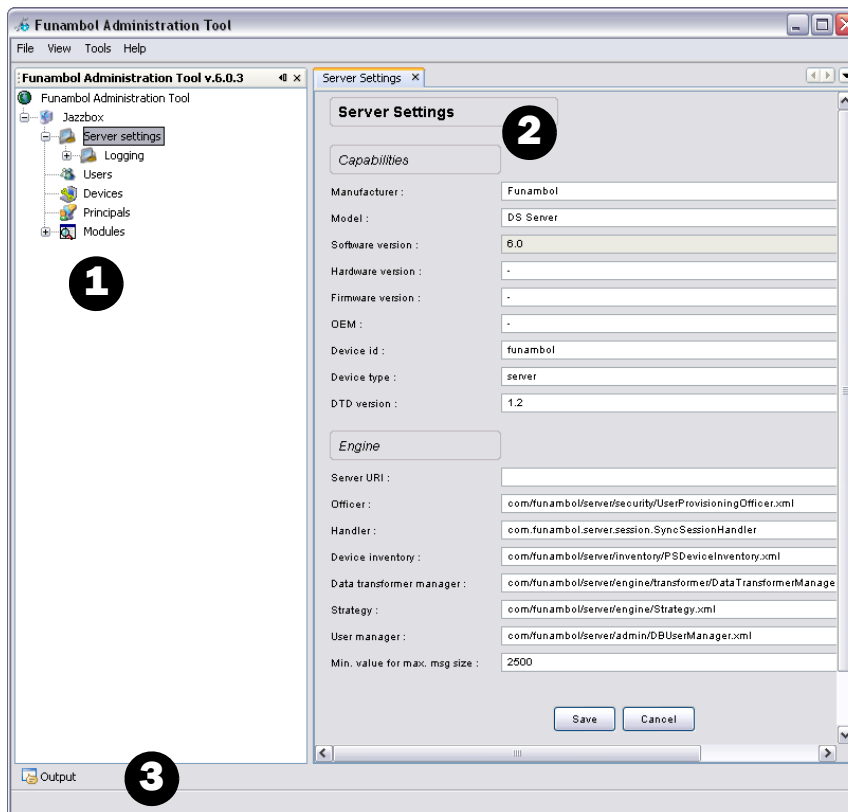 Funambol Administration Tool
File View Tools Help
Funambol Administration Tool v.6.0.3
Funambol Administration Tool
Jazzbox
Server settings
Logging
Users
Devices
Principals
Modules
1
Server Settings
Server Settings
2
Capabilities
Manufacturer : Funambol
Model : DS Server
Software version : 6.0
Hardware version : -
Firmware version : -
OEM : -
Device id : funambol
Device type : server
DTD version : 1.2
Engine
Server URI :
Officer : com/funambol/server/security/UserProvisioningOfficer.xml
Handler : com.funambol.server.session.SyncSessionHandler
Device inventory : com/funambol/server/inventory/PSDeviceInventory.xml
Data transformer manager : com/funambol/server/engine/transformer/DataTransformerManage
Strategy : com/funambol/server/engine/Strategy.xml
User manager : com/funambol/server/admin/DBUserManager.xml
Min. value for max. msg size : 2500
Save Cancel
Output
3